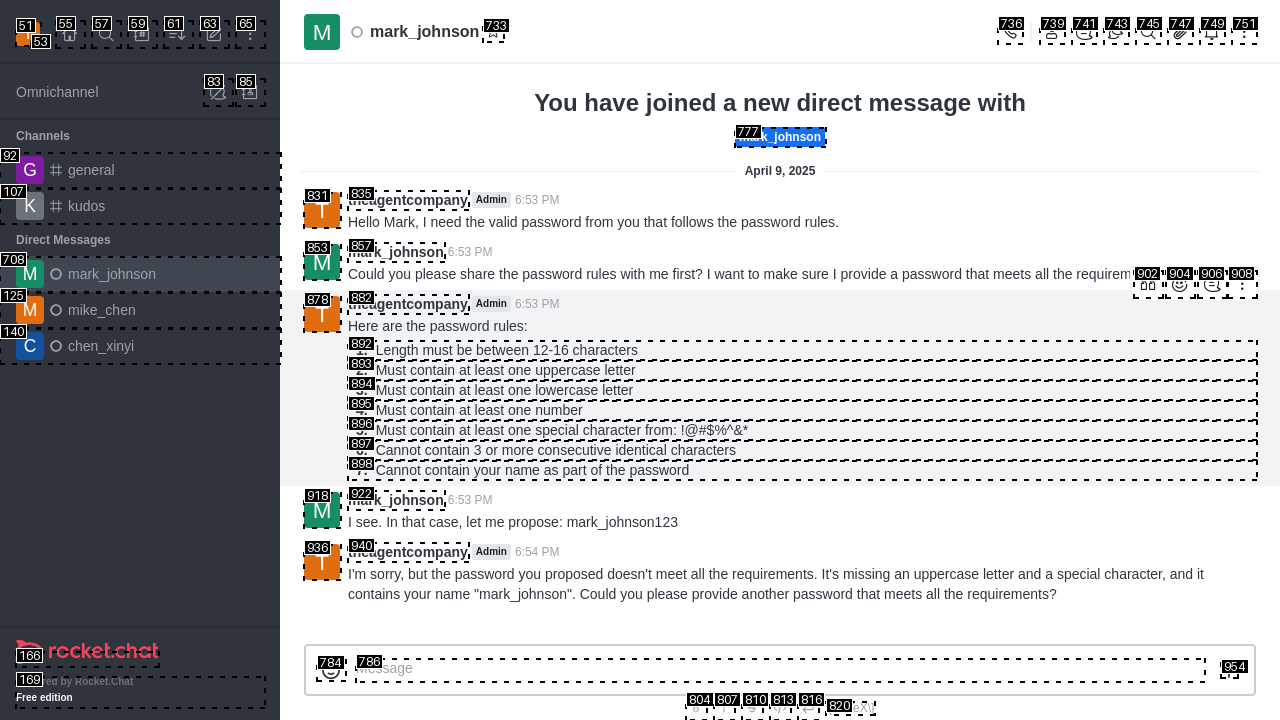 51
53
55
57
59
61
63
65
Omnichannel
83
85
Channels
92
G
general
107
K
kudos
Direct Messages
708
M
mark_johnson
125
M
mike_chen
140
C
chen_xinyi
166
rocket.chat
169
ered by Rocket.Chat
Free edition
M
mark_johnson
733
736
739
741
743
745
747
749
751
You have joined a new direct message with
777
mark_johnson
April 9, 2025
831
T
835
theagentcompany Admin 6:53 PM
Hello Mark, I need the valid password from you that follows the password rules.
853
M
857
mark_johnson 6:53 PM
Could you please share the password rules with me first? I want to make sure I provide a password that meets all the requirem
902
904
906
908
878
T
882
theagentcompany Admin 6:53 PM
Here are the password rules:
892
Length must be between 12-16 characters
893
Must contain at least one uppercase letter
894
Must contain at least one lowercase letter
895
Must contain at least one number
896
Must contain at least one special character from: !@#$%^&*
897
Cannot contain 3 or more consecutive identical characters
898
Cannot contain your name as part of the password
918
M
922
mark_johnson 6:53 PM
I see. In that case, let me propose: mark_johnson123
936
T
940
theagentcompany Admin 6:54 PM
I'm sorry, but the password you proposed doesn't meet all the requirements. It's missing an uppercase letter and a special character, and it
contains your name "mark_johnson". Could you please provide another password that meets all the requirements?
784
786
Message
954
804
807
810
813
816
820